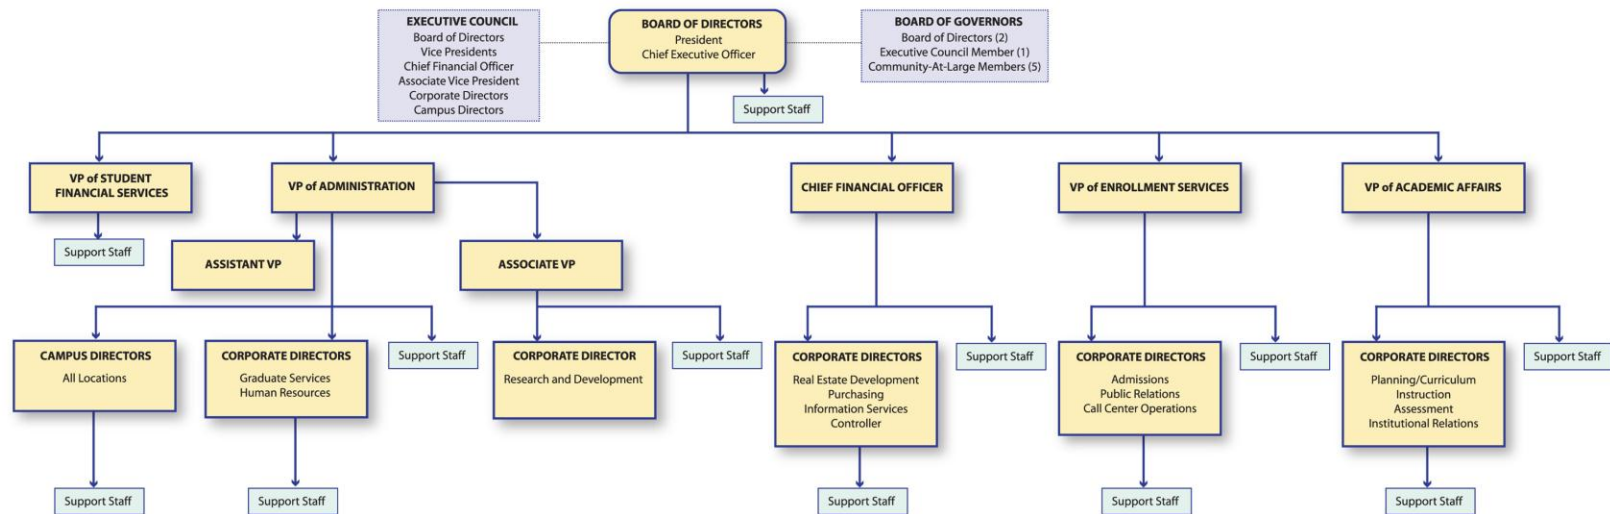 EXECUTIVE COUNCIL
Board of Directors
Vice Presidents
Chief Financial Officer
Associate Vice President
Corporate Directors
Campus Directors
BOARD OF DIRECTORS
President
Chief Executive Officer
BOARD OF GOVERNORS
Board of Directors (2)
Executive Council Member (1)
Community-At-Large Members (5)
Support Staff
VP of STUDENT
FINANCIAL SERVICES
VP of ADMINISTRATION
CHIEF FINANCIAL OFFICER
VP of ENROLLMENT SERVICES
VP of ACADEMIC AFFAIRS
Support Staff
ASSISTANT VP
ASSOCIATE VP
CAMPUS DIRECTORS
All Locations
CORPORATE DIRECTORS
Graduate Services
Human Resources
Support Staff
CORPORATE DIRECTOR
Research and Development
Support Staff
CORPORATE DIRECTORS
Real Estate Development
Purchasing
Information Services
Controller
Support Staff
CORPORATE DIRECTORS
Admissions
Public Relations
Call Center Operations
Support Staff
CORPORATE DIRECTORS
Planning/Curriculum
Instruction
Assessment
Institutional Relations
Support Staff
Support Staff
Support Staff
Support Staff
Support Staff
Support Staff